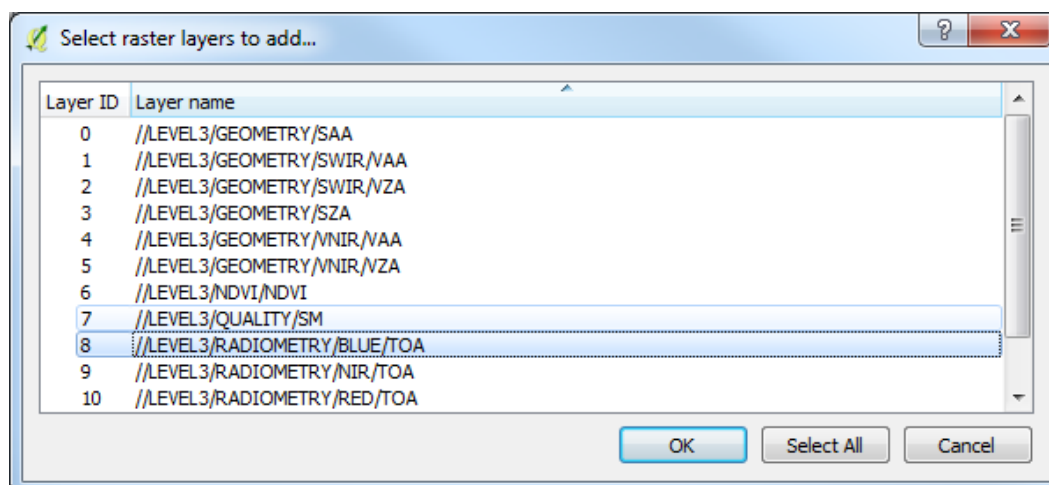 Select raster layers to add...
Layer ID Layer name
0 //LEVEL3/GEOMETRY/SAA
1 //LEVEL3/GEOMETRY/SWIR/VAA
2 //LEVEL3/GEOMETRY/SWIR/VZA
3 //LEVEL3/GEOMETRY/SZA
4 //LEVEL3/GEOMETRY/VNIR/VAA
5 //LEVEL3/GEOMETRY/VNIR/VZA
6 //LEVEL3/NDVI/NDVI
7 //LEVEL3/QUALITY/SM
8 //LEVEL3/RADIOMETRY/BLUE/TOA
9 //LEVEL3/RADIOMETRY/NIR/TOA
10 //LEVEL3/RADIOMETRY/RED/TOA
OK Select All Cancel